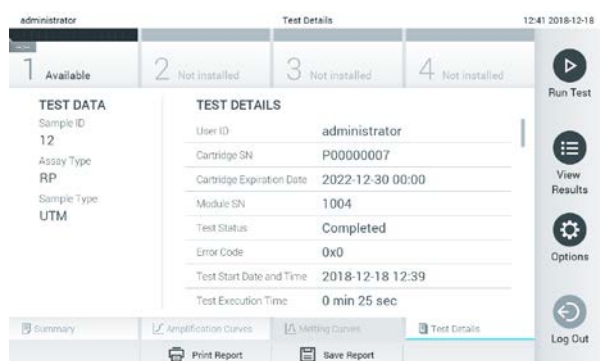 administrator Test Details 12:41 2018-12-18
1 Available 2 Not installed 3 Not installed 4 Not installed
Run Test
TEST DATA
Sample ID
12
Assay Type
RP
Sample Type
UTM
TEST DETAILS
User ID administrator
Cartridge SN P00000007
Cartridge Expiration Date 2022-12-30 00:00
Module SN 1004
Test Status Completed
Error Code 0x0
Test Start Date and Time 2018-12-18 12:39
Test Execution Time 0 min 25 sec
View
Results
Options
Log Out
Summary Amplification Curves Melting Curves Test Details
Print Report Save Report